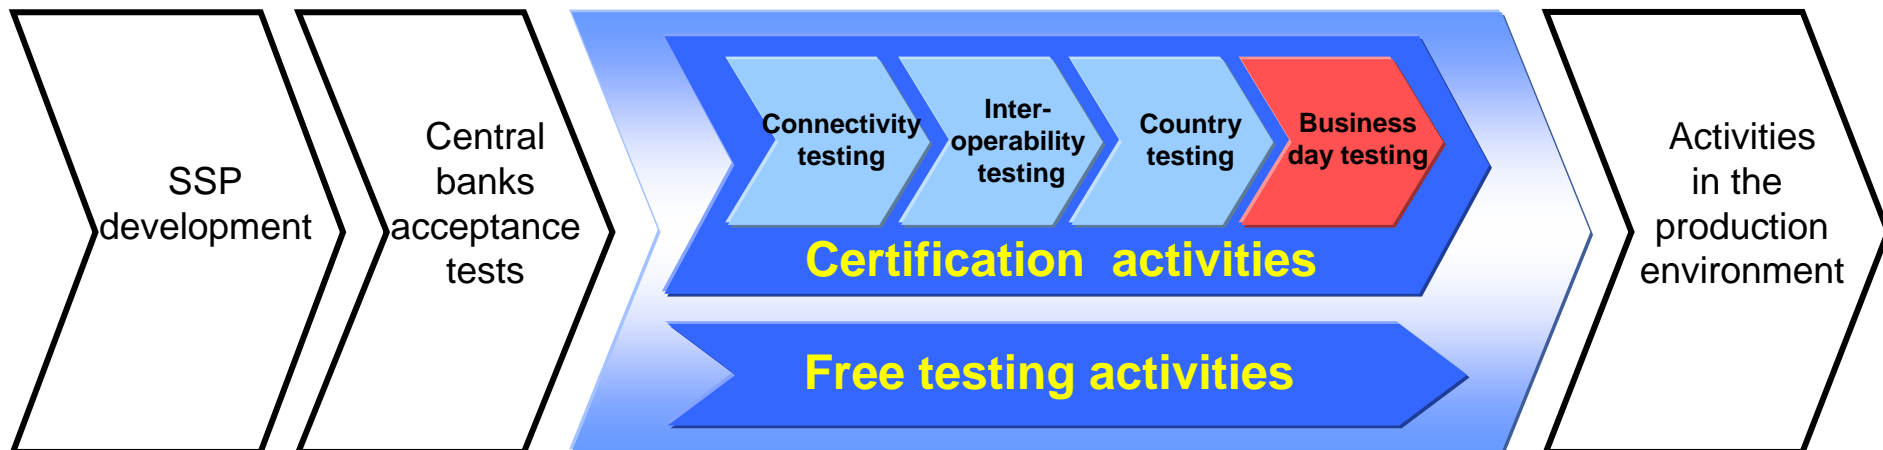 SSP
development
Central
banks
acceptance
tests
Connectivity
testing
Inter-
operability
testing
Country
testing
Business
day testing
Certification activities
Free testing activities
Activities
in the
production
environment